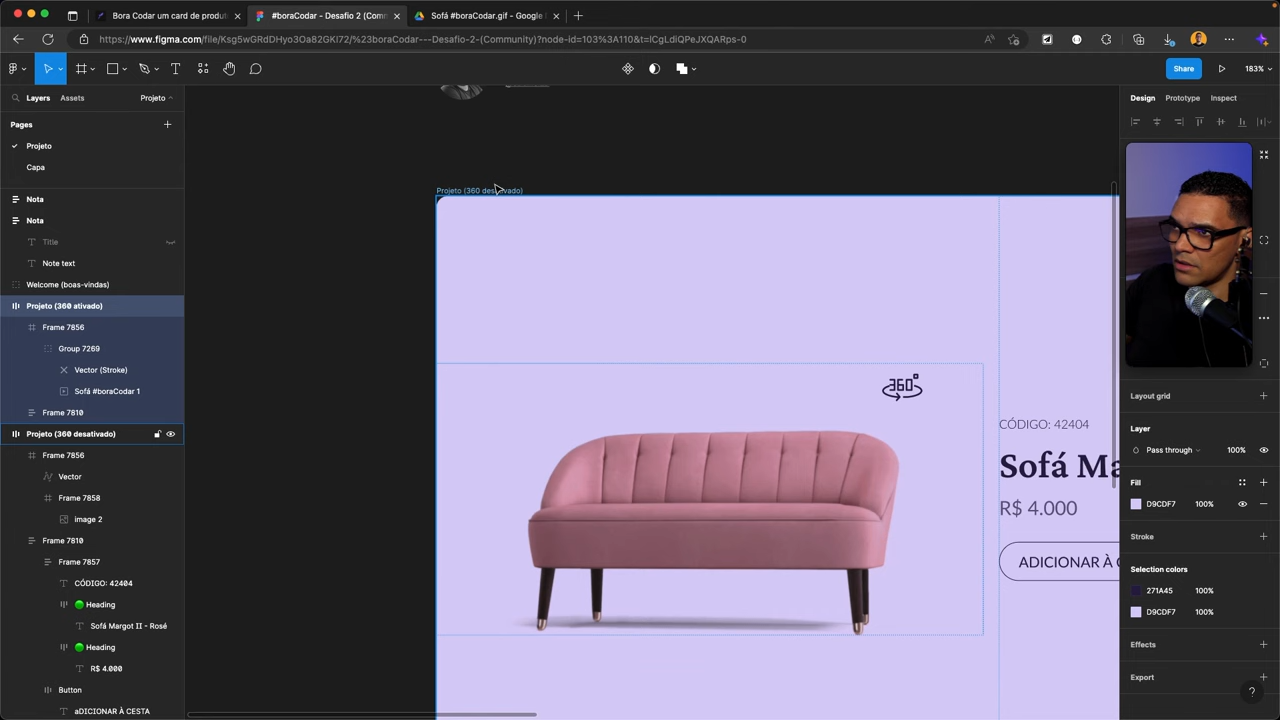 Bora Codar um card de produt
#boraCodar - Desafio 2 (Comm
Sofá #boraCodar.gif - Google
https://www.figma.com/file/Ksg5wGRdDHyo3Oa82GKl72/%23boraCodar---Desafio-2-(Community)?node-id=103%3A110&t=lCgLdiQPeJXQARps-0
Share
183%
Layers
Assets
Projeto
Design
Prototype
Inspect
Pages
Projeto
Capa
Nota
Nota
Title
Note text
Welcome (boas-vindas)
Projeto (360 ativado)
Frame 7856
Group 7269
Vector (Stroke)
Sofá #boraCodar 1
Frame 7810
Projeto (360 desativado)
Frame 7856
Vector
Frame 7858
image 2
Frame 7810
Frame 7857
CÓDIGO: 42404
Heading
Sofá Margot II - Rosé
Heading
R$ 4.000
Button
aDICIONAR À CESTA
Projeto (360 desativado)
360°
CÓDIGO: 42404
Sofá Ma
R$ 4.000
ADICIONAR À C
Layout grid
Layer
Pass through
100%
Fill
D9CDF7
100%
Stroke
Selection colors
271A45
100%
D9CDF7
100%
Effects
Export
?